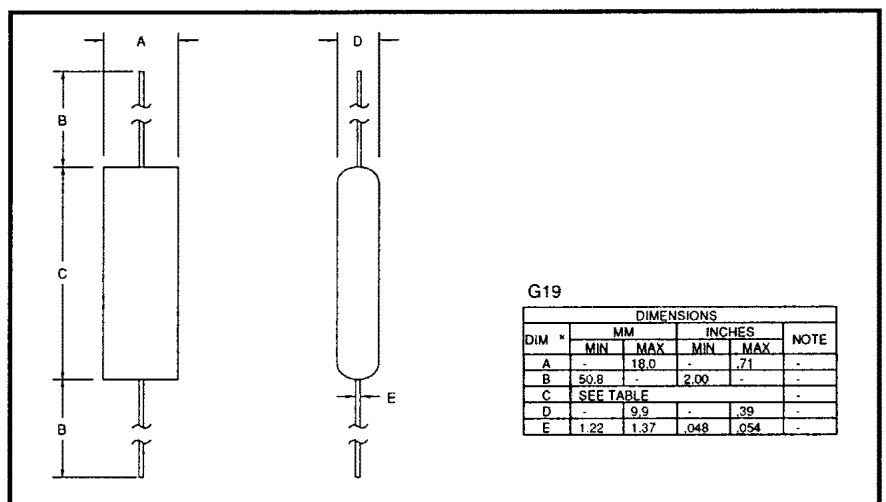 A
D
B
C
B
E
G19
DIMENSIONS
DIM * MM INCHES NOTE
MIN MAX MIN MAX
A - 18.0 - .71 -
B 50.8 - 2.00 - -
C SEE TABLE -
D - 9.9 - .39 -
E 1.22 1.37 .048 .054 -